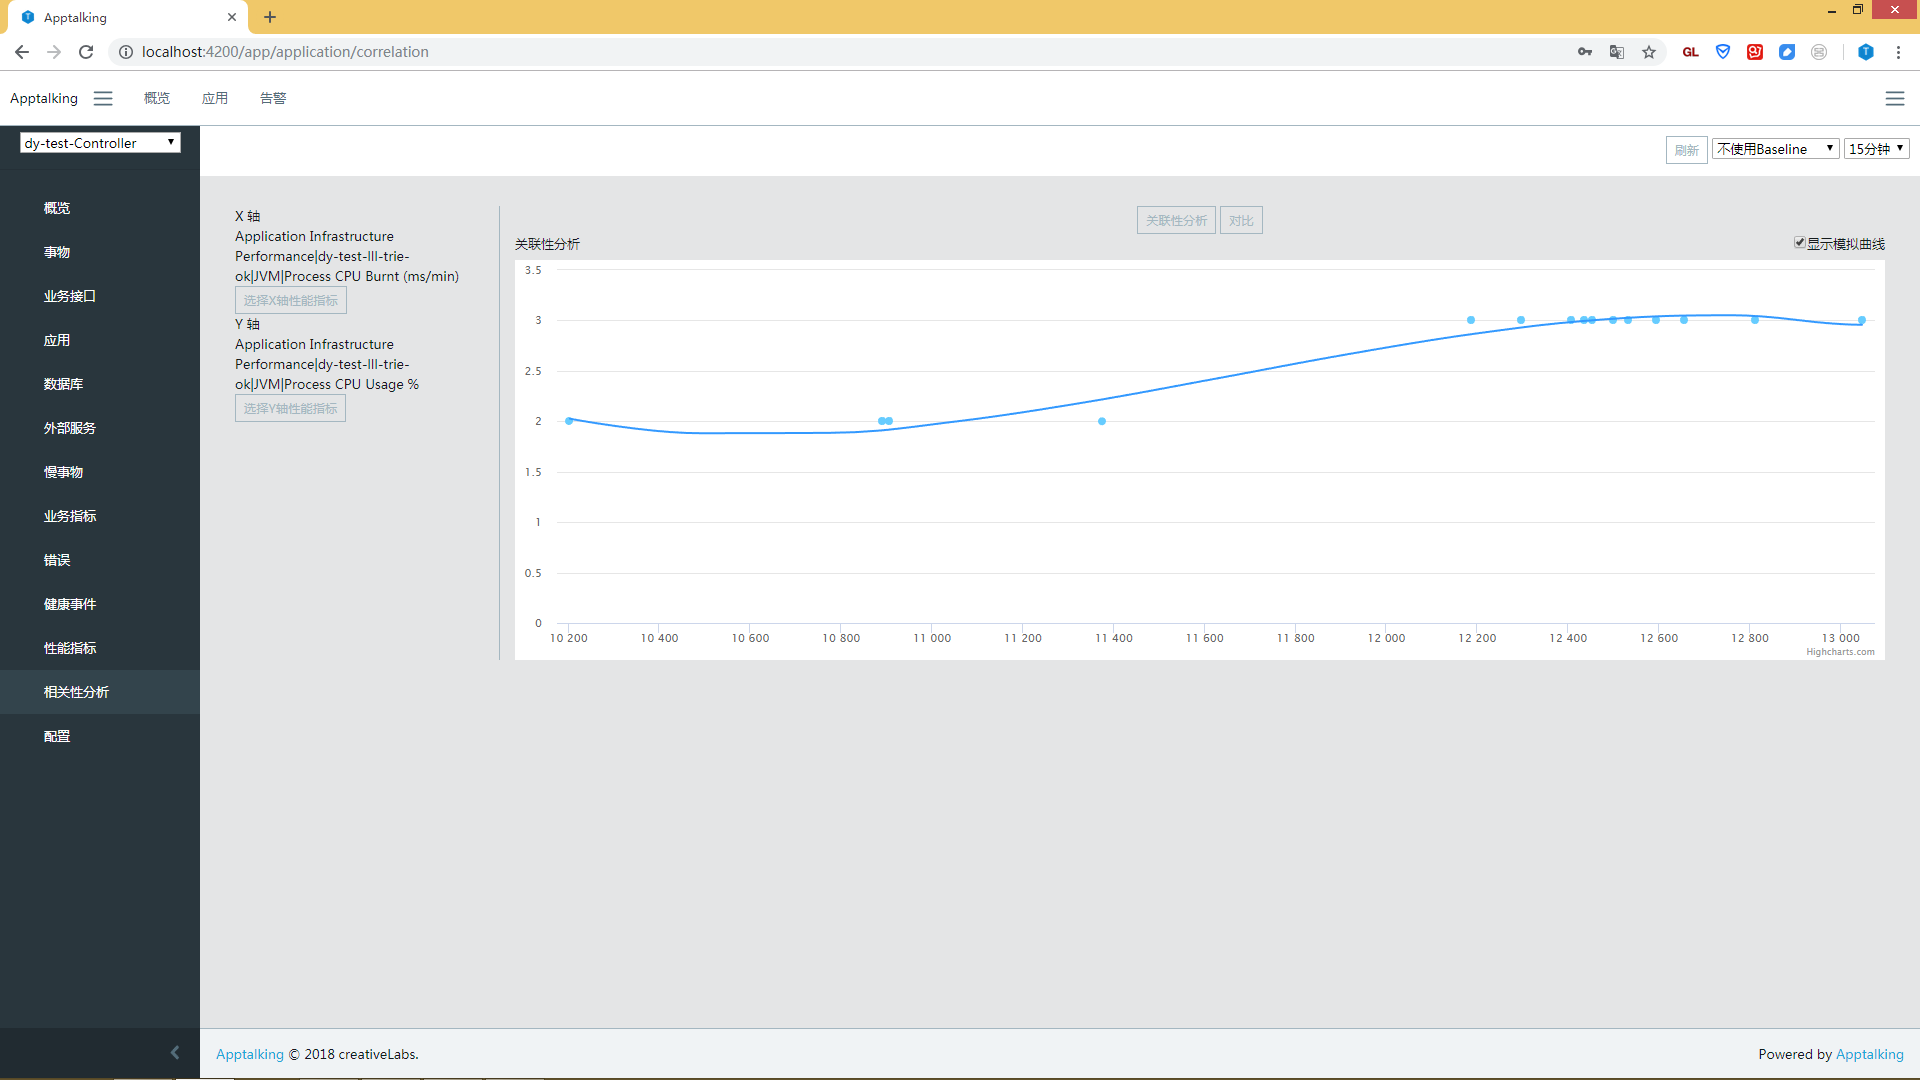 Apptalking
localhost:4200/app/application/correlation
GL
Apptalking
概览
应用
告警
dy-test-Controller
刷新
不使用Baseline
15分钟
概览
事物
业务接口
应用
数据库
外部服务
慢事物
业务指标
错误
健康事件
性能指标
相关性分析
配置
X 轴
Application Infrastructure
Performance|dy-test-lll-trie-
ok|JVM|Process CPU Burnt (ms/min)
选择X轴性能指标
Y 轴
Application Infrastructure
Performance|dy-test-lll-trie-
ok|JVM|Process CPU Usage %
选择Y轴性能指标
关联性分析
对比
关联性分析
显示模拟曲线
3.5
3
2.5
2
1.5
1
0.5
0
10 200
10 400
10 600
10 800
11 000
11 200
11 400
11 600
11 800
12 000
12 200
12 400
12 600
12 800
13 000
Highcharts.com
Apptalking © 2018 creativeLabs.
Powered by Apptalking